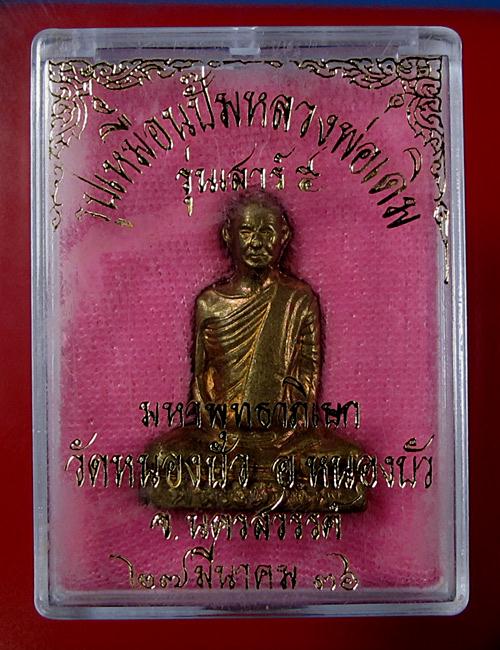 รูปเหมือนปั๊มหลวงพ่อเดิม
รุ่นเสาร์ ๕
มหาพุทธาภิเษก
วัดหนองบัว อ.หนองบัว
จ.นครสวรรค์
๒๗ มีนาคม ๓๖